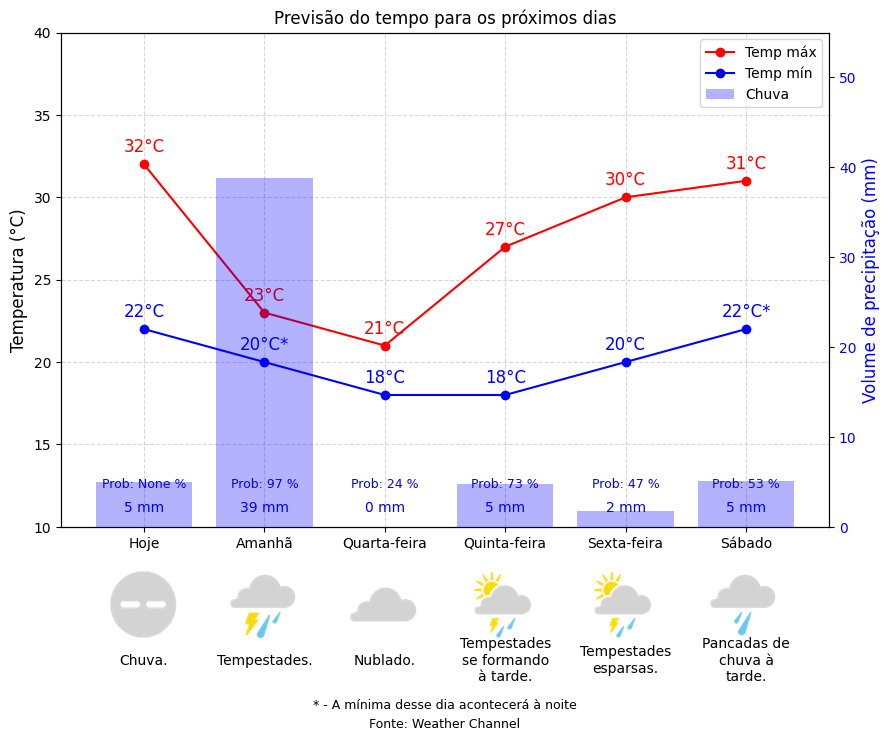 Previsão do tempo para os próximos dias
Temp máx
Temp mín
Chuva
Temperatura (°C)
Volume de precipitação (mm)
40
35
30
25
20
15
10
50
40
30
20
10
0
32°C
23°C
21°C
27°C
30°C
31°C
22°C
20°C*
18°C
18°C
20°C
22°C*
Prob: None %
Prob: 97 %
Prob: 24 %
Prob: 73 %
Prob: 47 %
Prob: 53 %
5 mm
39 mm
0 mm
5 mm
2 mm
5 mm
Hoje
Amanhã
Quarta-feira
Quinta-feira
Sexta-feira
Sábado
Chuva.
Tempestades.
Nublado.
Tempestades
se formando
à tarde.
Tempestades
esparsas.
Pancadas de
chuva à
tarde.
* - A mínima desse dia acontecerá à noite
Fonte: Weather Channel